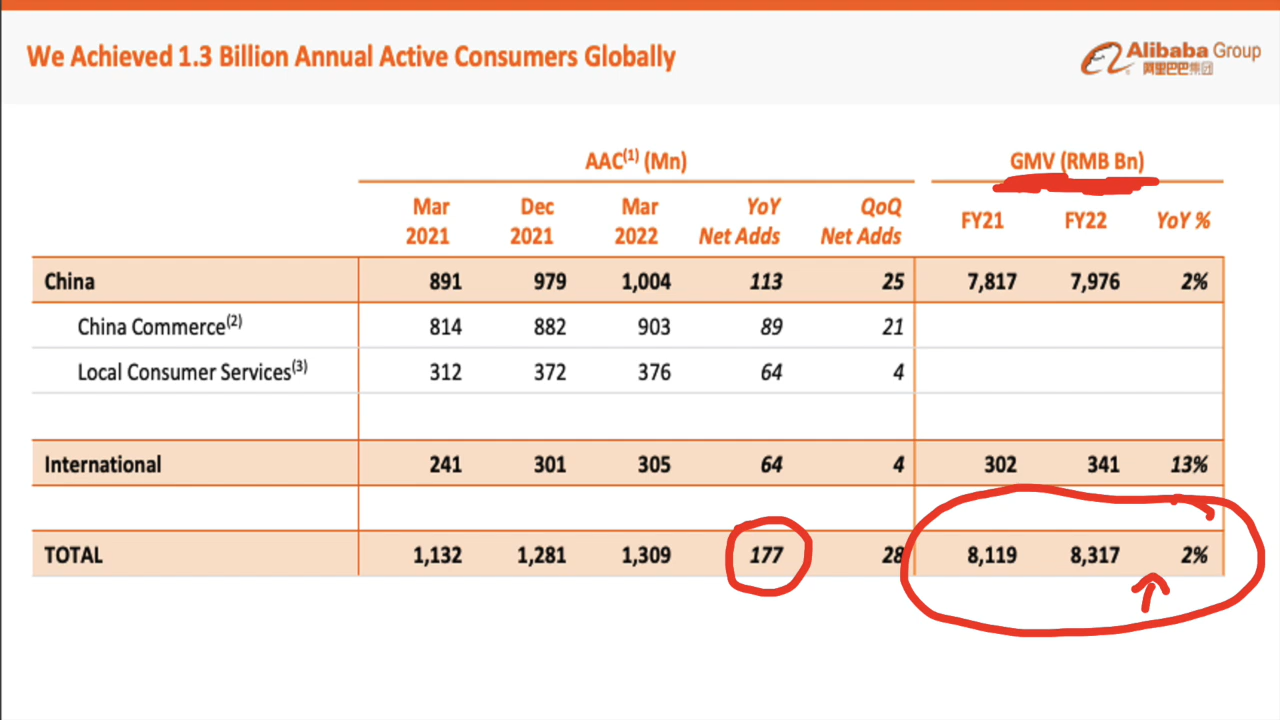 We Achieved 1.3 Billion Annual Active Consumers Globally
Alibaba Group
阿里巴巴集团
AAC(1) (Mn) GMV (RMB Bn)
Mar 2021 Dec 2021 Mar 2022 YoY Net Adds QoQ Net Adds FY21 FY22 YoY %
China 891 979 1,004 113 25 7,817 7,976 2%
China Commerce(2) 814 882 903 89 21
Local Consumer Services(3) 312 372 376 64 4
International 241 301 305 64 4 302 341 13%
TOTAL 1,132 1,281 1,309 177 28 8,119 8,317 2%